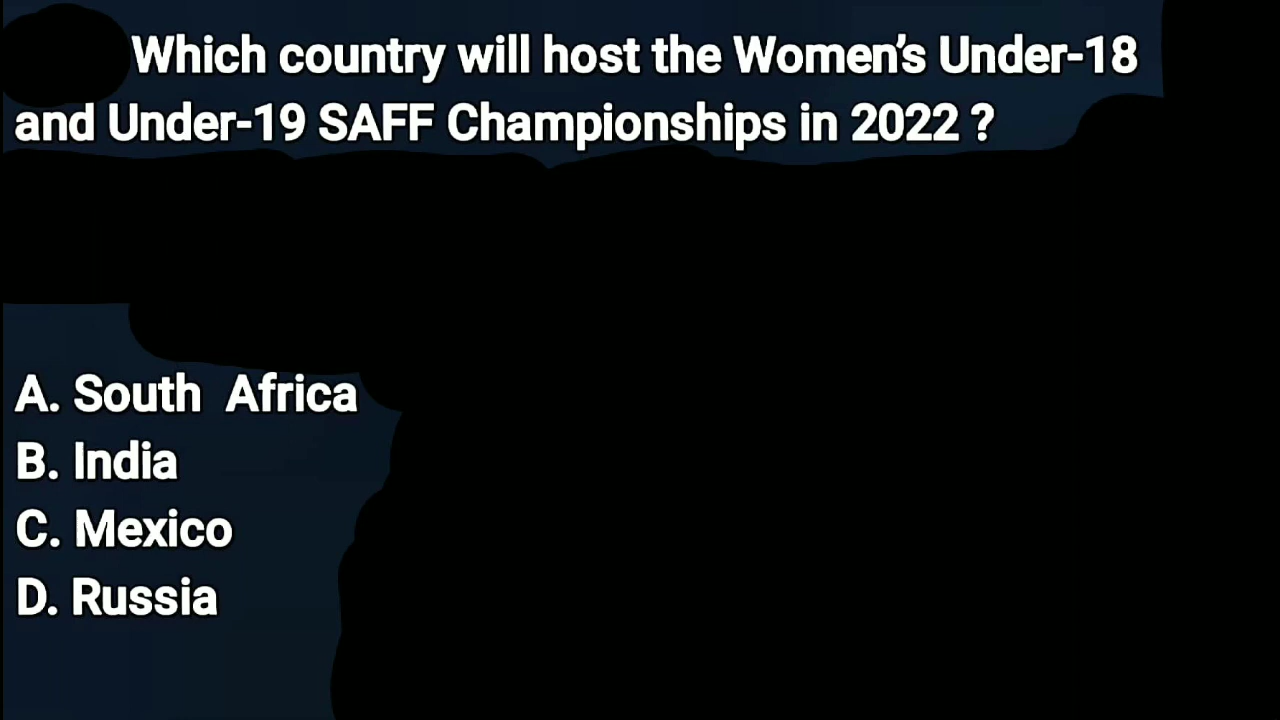 Which country will host the Women's Under-18
and Under-19 SAFF Championships in 2022 ?
A. South Africa
B. India
C. Mexico
D. Russia